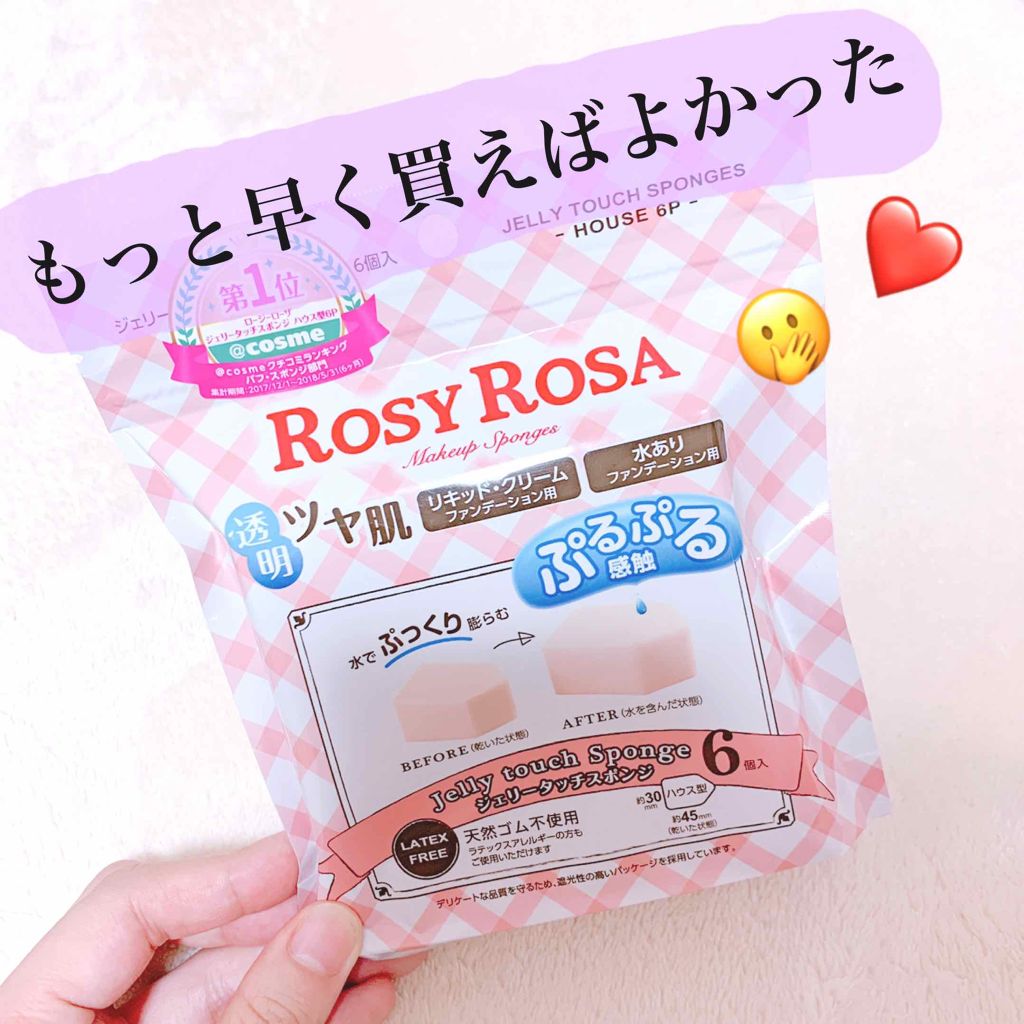 もっと早く買えばよかった
JELLY TOUCH SPONGES
- HOUSE 6P -
ジェリー
6個入
第1位
ローシーローザ
ジェリータッチスポンジ ハウス型6P
@cosme
@cosmeクチコミランキング
パフ・スポンジ部門
集計期間:2017/12/1~2018/5/31(6ヶ月)
ROSY ROSA
Makeup Sponges
透明
ツヤ肌
リキッド・クリーム
ファンデーション用
水あり
ファンデーション用
ぷるぷる
感触
水でぷっくり膨らむ
BEFORE(乾いた状態)
AFTER(水を含んだ状態)
Jelly touch Sponge
ジェリータッチスポンジ
6個入
LATEX
FREE
天然ゴム不使用
ラテックスアレルギーの方も
ご使用いただけます
約30mm
ハウス型
約45mm
(乾いた状態)
デリケートな品質を守るため、遮光性の高いパッケージを採用しています。